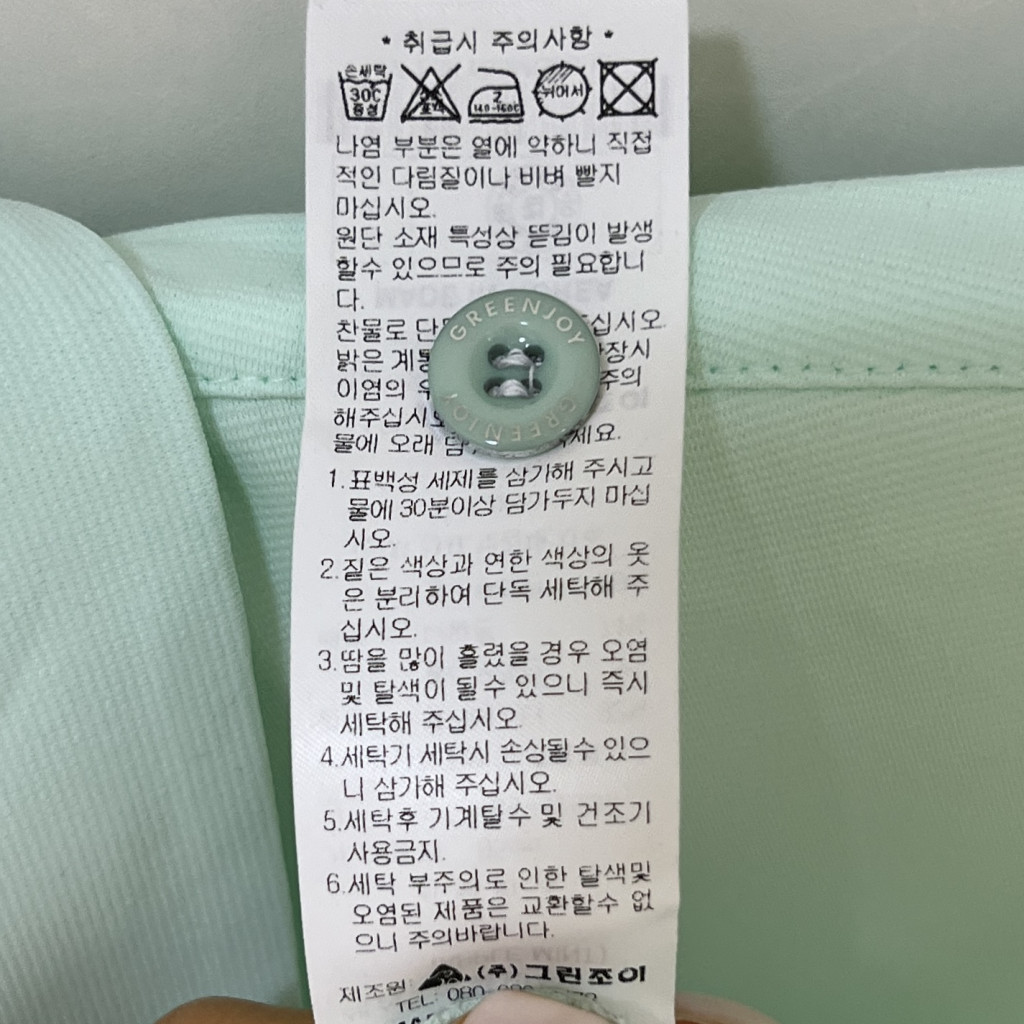 * 취급시 주의사항 *
손세탁
30C
중성
2
140-160℃
뉘어서
나염 부분은 열에 약하니 직접
적인 다림질이나 비벼 빨지
마십시오.
원단 소재 특성상 뜯김이 발생
할수 있으므로 주의 필요합니
다.
찬물로
밝은
이염의 주의
해주십시오
물에 오래
GREENJOY
GREENJOY
1.표백성 세제를 삼가해 주시고
물에 30분이상 담가두지 마십
시오.
2.짙은 색상과 연한 색상의 옷
은 분리하여 단독 세탁해 주
십시오.
3.땀을 많이 흘렸을 경우 오염
및 탈색이 될수 있으니 즉시
세탁해 주십시오.
4.세탁기 세탁시 손상될수 있으
니 삼가해 주십시오.
5.세탁후 기계탈수 및 건조기
사용금지.
6.세탁 부주의로 인한 탈색및
오염된 제품은 교환할수 없
으니 주의바랍니다.
제조원 (주)그린조이
TEL: 080